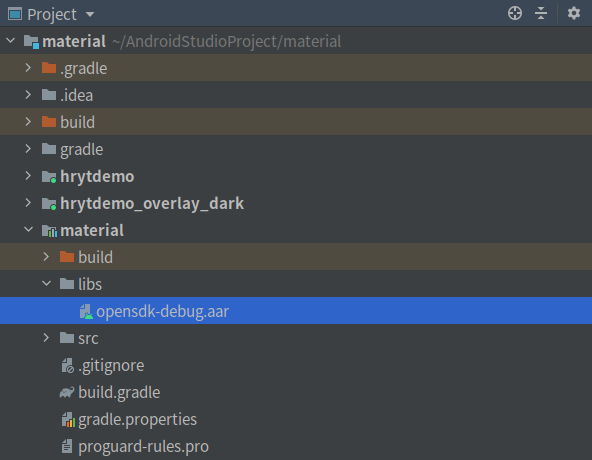 Project
material ~/AndroidStudioProject/material
.gradle
.idea
build
gradle
hrytdemo
hrytdemo_overlay_dark
material
build
libs
opensdk-debug.aar
src
.gitignore
build.gradle
gradle.properties
proguard-rules.pro